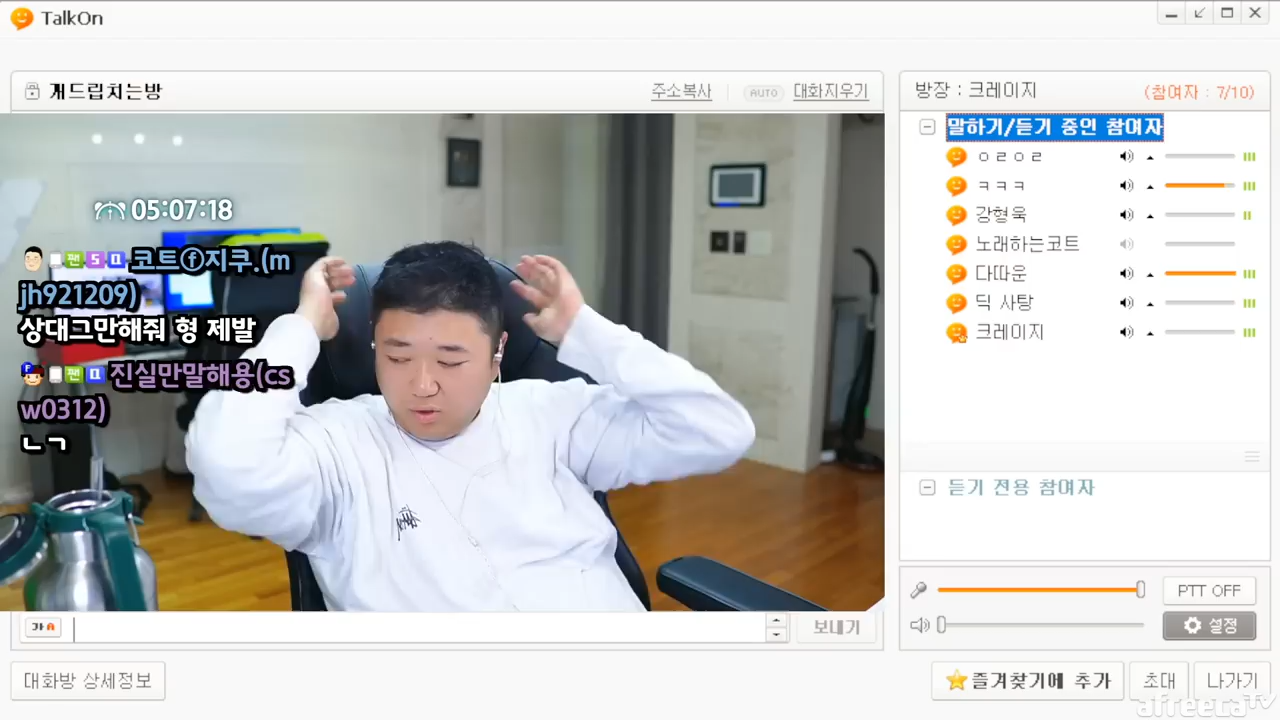 TalkOn
게드립치는방
주소복사
AUTO
대화지우기
방장 : 크레이지
(참여자 : 7/10)
말하기/듣기 중인 참여자
ㅇㄹㅇㄹ
ㅋㅋㅋ
강형욱
노래하는코트
다따운
딕 사탕
크레이지
05:07:18
팬 5 코트ⓕ지쿠.(m
jh921209)
상대그만해줘 형 제발
팬 진실만말해용(cs
w0312)
ㄴㄱ
듣기 전용 참여자
PTT OFF
설정
가
보내기
대화방 상세정보
즐겨찾기에 추가
초대
나가기
afreecaTV